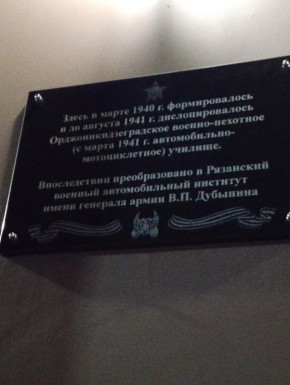 Здесь в марте 1940 г. формировалось
и до августа 1941 г. дислоцировалось
Орджоникидзеградское военно-пехотное
(с марта 1941 г. автомобильно-
мотоциклетное) училище.
Впоследствии преобразовано в Рязанский
военный автомобильный институт
имени генерала армии В.П. Дубынина